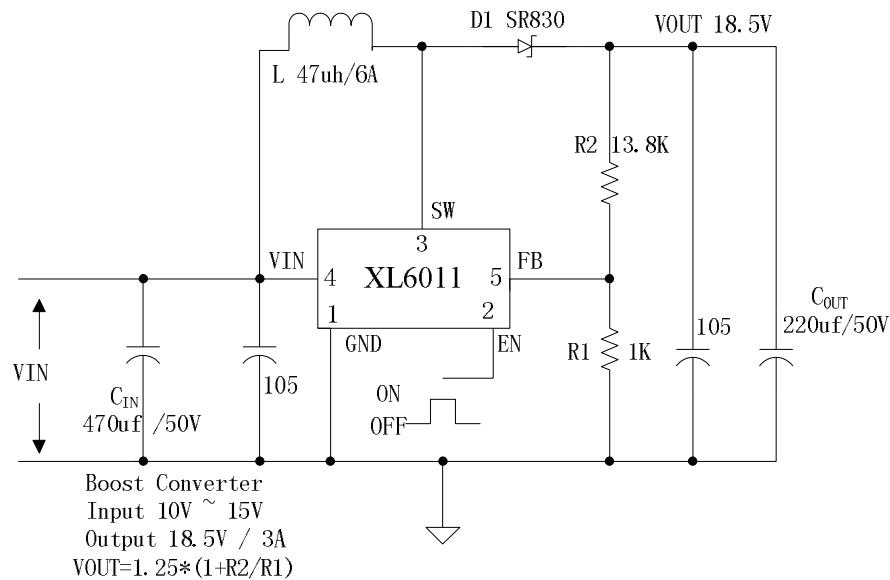 D1 SR830
VOUT 18.5V
L 47uh/6A
R2 13.8K
SW
3
VIN
4
XL6011
5
FB
1
2
GND
EN
R1
1K
105
COUT
220uf/50V
VIN
CIN
470uf /50V
105
ON
OFF
Boost Converter
Input 10V ~ 15V
Output 18.5V / 3A
VOUT=1.25*(1+R2/R1)